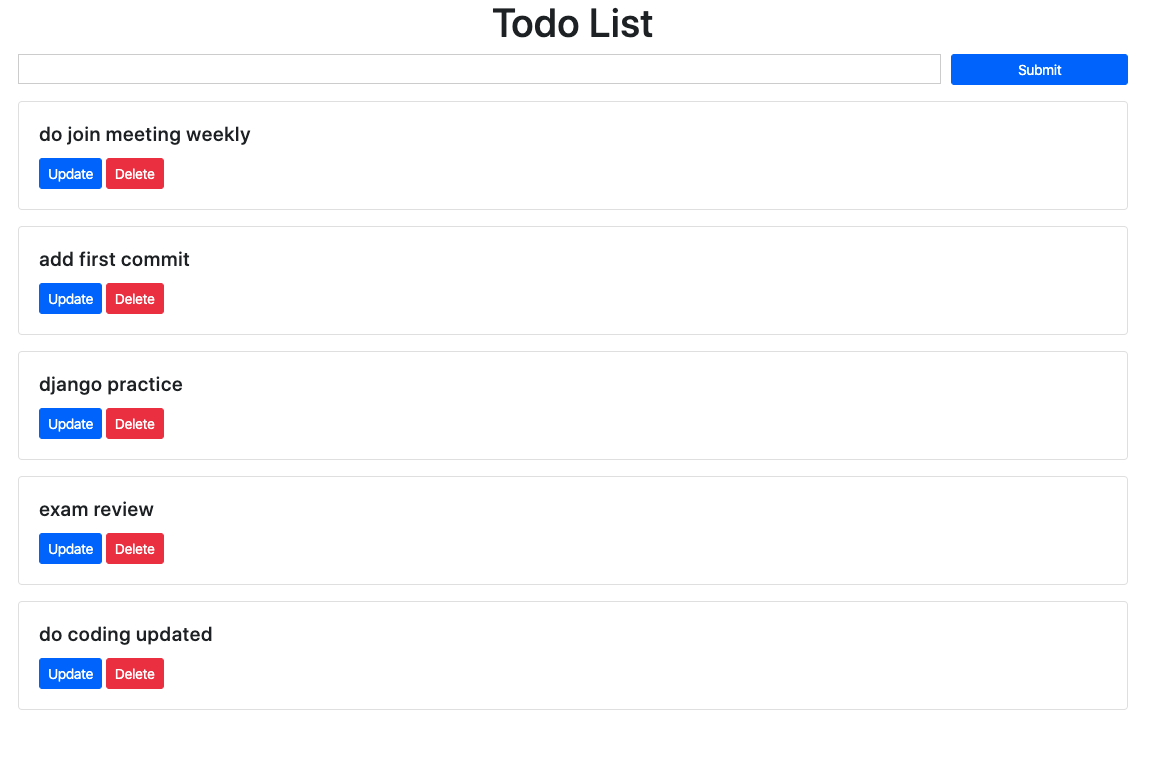 Todo List
Submit
do join meeting weekly
Update Delete
add first commit
Update Delete
django practice
Update Delete
exam review
Update Delete
do coding updated
Update Delete